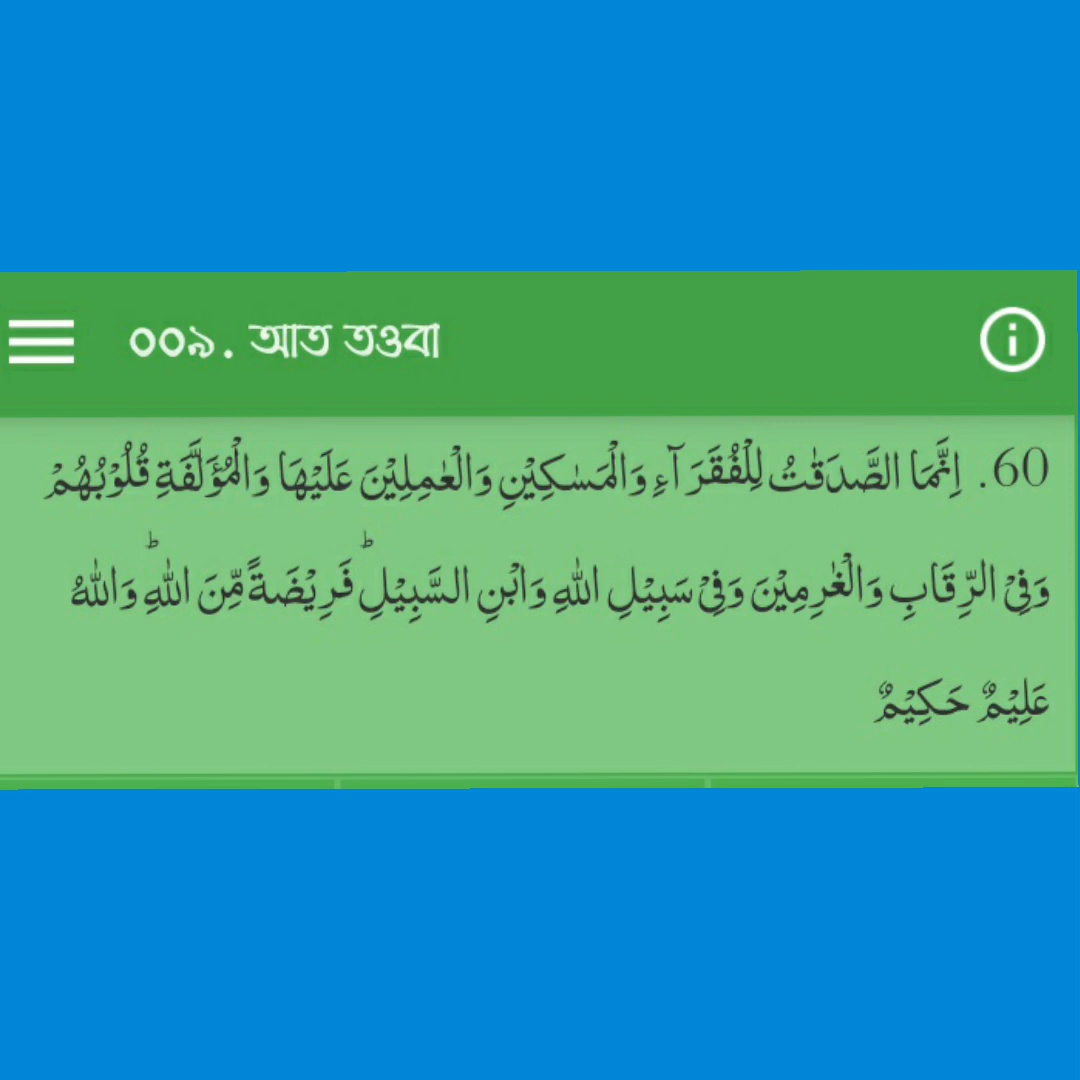 ০০৯. আত তওবা
60. اِنَّمَا الصَّدَقٰتُ لِلْفُقَرَآءِ وَالْمَسٰكِيْنِ وَالْعٰمِلِيْنَ عَلَيْهَا وَالْمُؤَلَّفَةِ قُلُوْبُهُمْ
وَفِيْ الرِّقَابِ وَالْغٰرِمِيْنَ وَفِيْ سَبِيْلِ اللّٰهِ وَابْنِ السَّبِيْلِ ؕ فَرِيْضَةً مِّنَ اللّٰهِ ؕ وَاللّٰهُ
عَلِيْمٌ حَكِيْمٌ